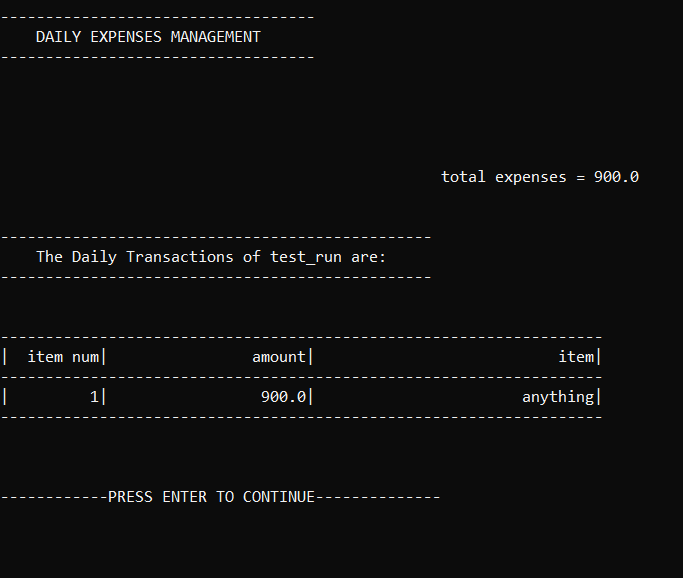 -----------------------------------
DAILY EXPENSES MANAGEMENT
-----------------------------------
total expenses = 900.0
------------------------------------------------
The Daily Transactions of test_run are:
------------------------------------------------
-------------------------------------------------------------------
|  item num|                amount|                           item|
-------------------------------------------------------------------
|         1|                 900.0|                       anything|
-------------------------------------------------------------------
------------PRESS ENTER TO CONTINUE--------------